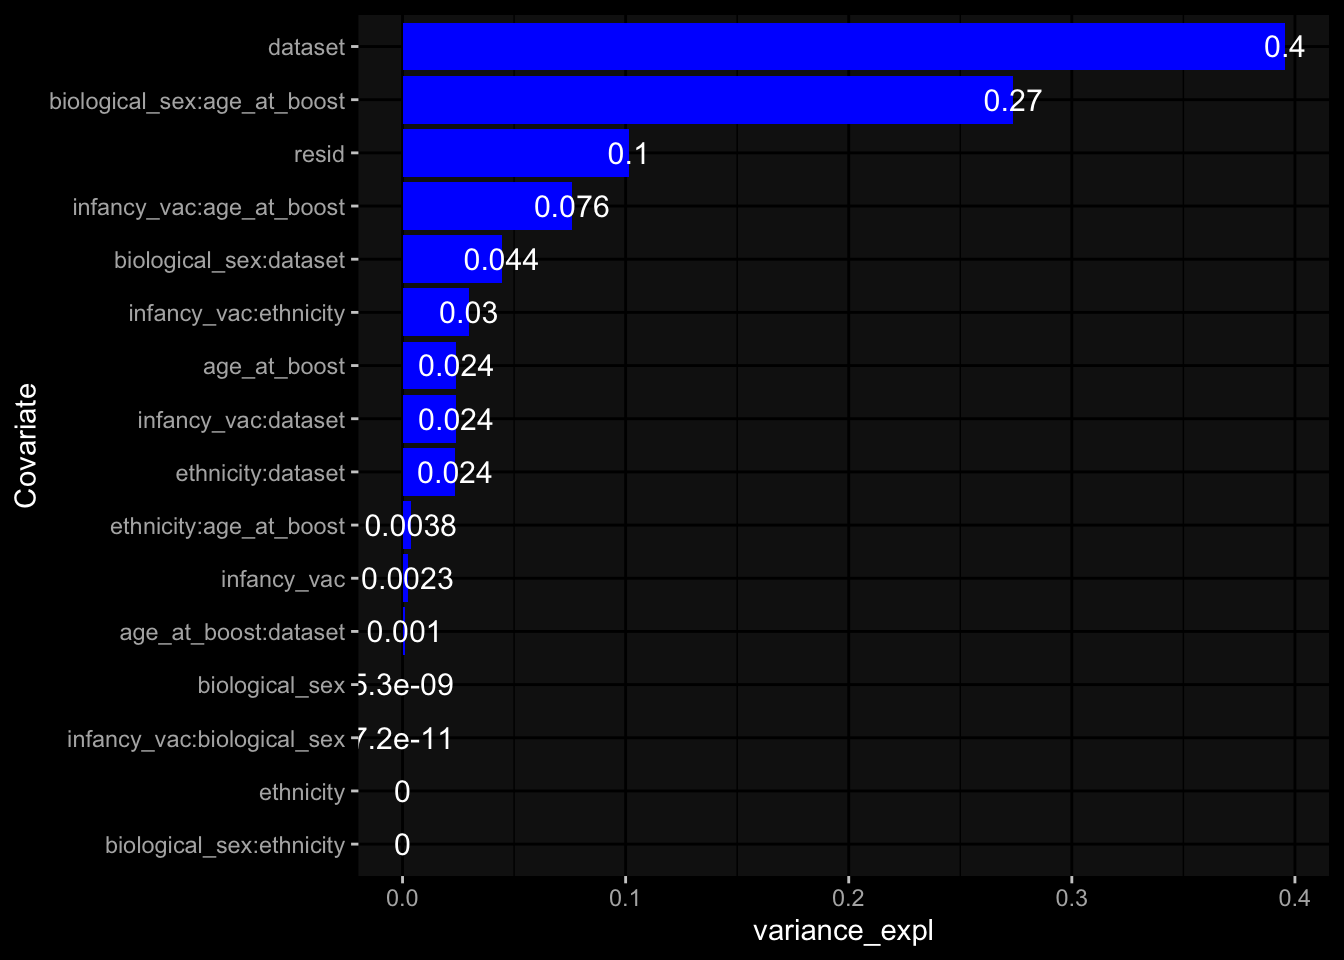 dataset 0.4
biological_sex:age_at_boost 0.27
resid 0.1
infancy_vac:age_at_boost 0.076
biological_sex:dataset 0.044
infancy_vac:ethnicity 0.03
age_at_boost 0.024
infancy_vac:dataset 0.024
ethnicity:dataset 0.024
ethnicity:age_at_boost 0.0038
infancy_vac 0.0023
age_at_boost:dataset 0.001
biological_sex 5.3e-09
infancy_vac:biological_sex 7.2e-11
ethnicity 0
biological_sex:ethnicity 0
Covariate
0.0 0.1 0.2 0.3 0.4
variance_expl